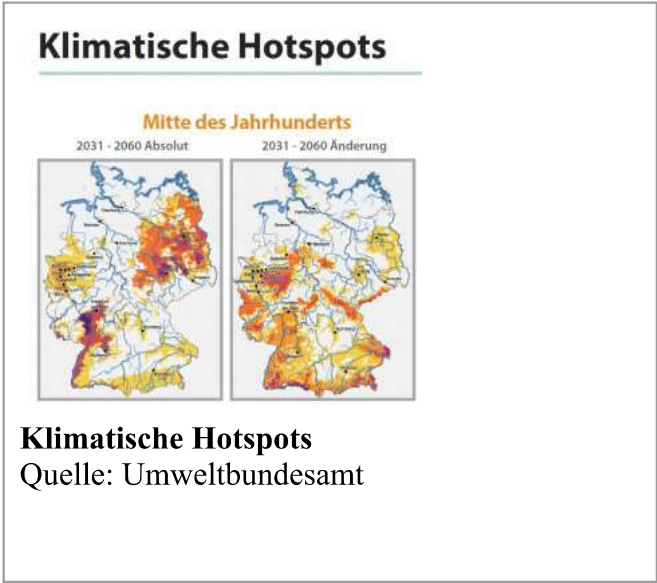 Klimatische Hotspots
Mitte des Jahrhunderts
2031 - 2060 Absolut
2031 - 2060 Änderung
Klimatische Hotspots
Quelle: Umweltbundesamt